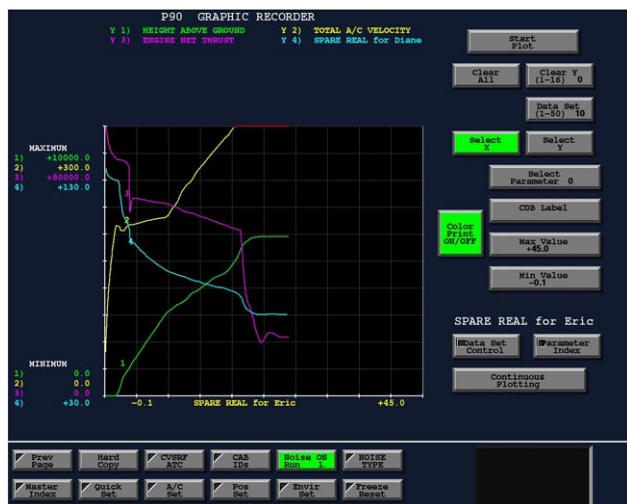 P90 GRAPHIC RECORDER
Y 1) HEIGHT ABOVE GROUND Y 2) TOTAL A/C VELOCITY
Y 3) ENGINE NET THRUST Y 4) SPARE REAL for Diane
Start
Plot
Clear
All
Clear Y
(1-16) 0
Data Set
(1-50) 10
Select
X
Select
Y
Select
Parameter 0
CDB Label
Color
Print
ON/OFF
Max Value
+45.0
Min Value
-0.1
MAXIMUM
1) +10000.0
2) +300.0
3) +50000.0
4) +130.0
3
2
4
1
MINIMUM
1) 0.0
2) 0.0
3) 0.0
4) +30.0
-0.1 SPARE REAL for Eric +45.0
SPARE REAL for Eric
Data Set
Control
Parameter
Index
Continuous
Plotting
Prev
Page
Hard
Copy
CVSRF
ATC
CAB
IDs
Noise ON
Run 1
NOISE
TYPE
Master
Index
Quick
Set
A/C
Set
Pos
Set
Envir
Set
Freeze
Reset